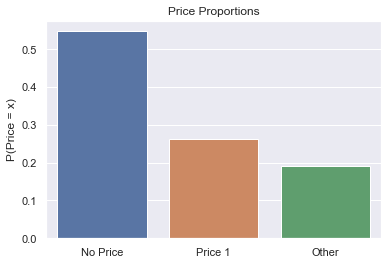 Price Proportions
P(Price = x)
0.5
0.4
0.3
0.2
0.1
0.0
No Price
Price 1
Other